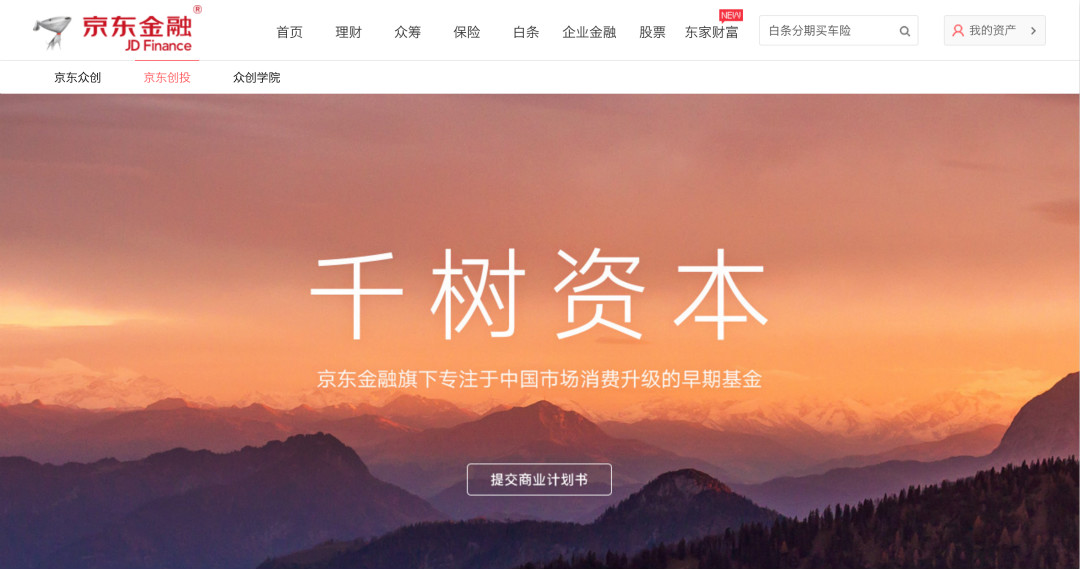 京东金融®
JD Finance
首页 理财 众筹 保险 白条 企业金融 股票 东家财富 NEW 白条分期买车险 我的资产
京东众创 京东创投 众创学院
千树资本
京东金融旗下专注于中国市场消费升级的早期基金
提交商业计划书